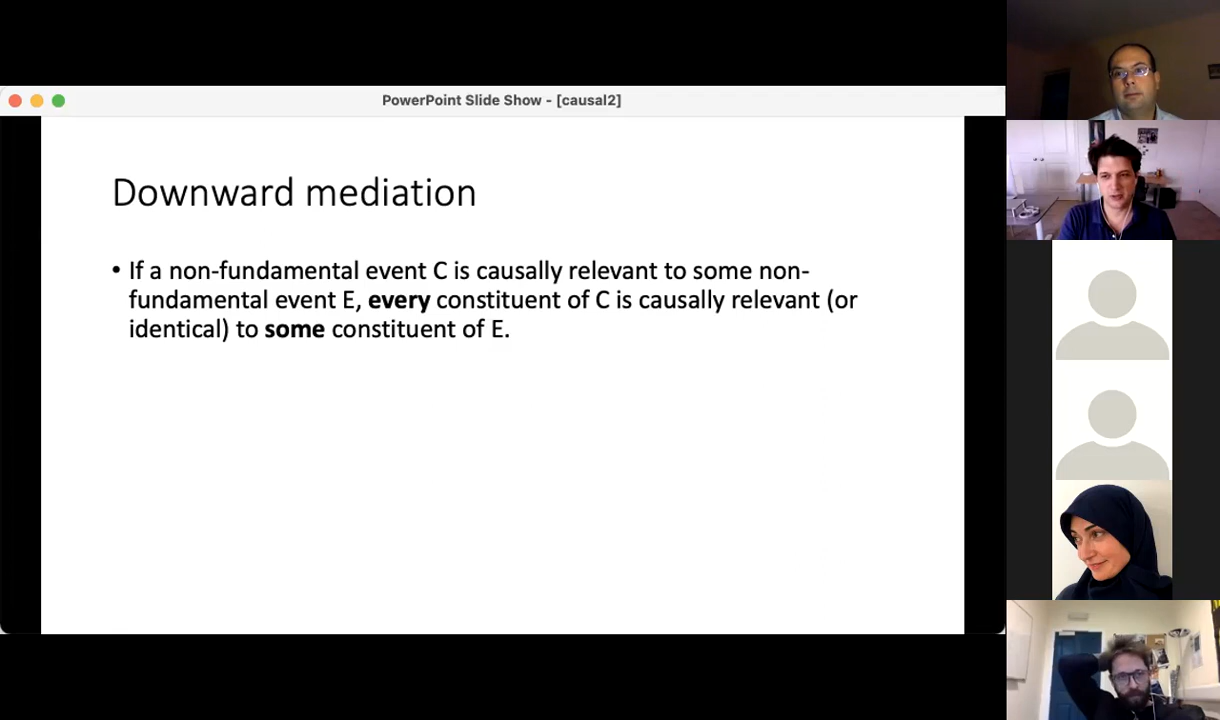 PowerPoint Slide Show - [causal2]
Downward mediation
• If a non-fundamental event C is causally relevant to some non-
fundamental event E, every constituent of C is causally relevant (or
identical) to some constituent of E.